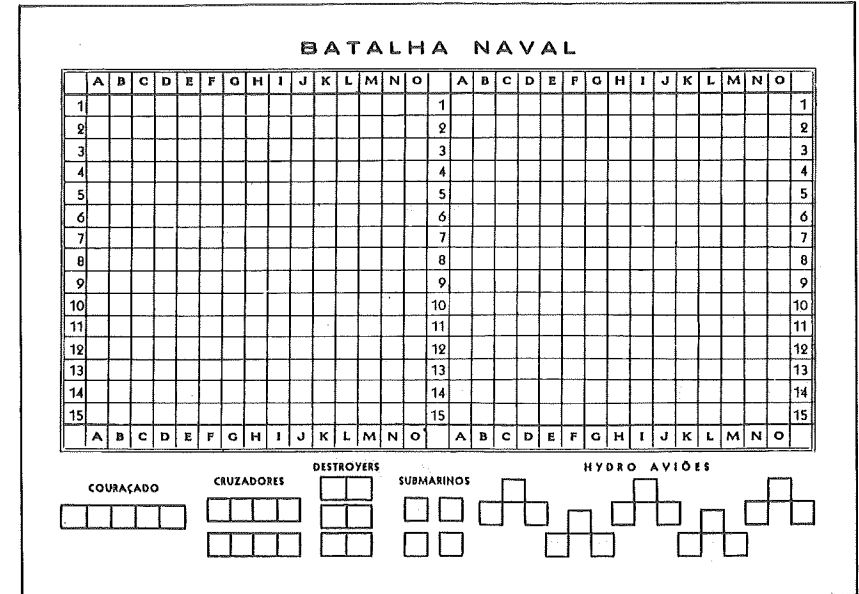 BATALHA NAVAL
A B C D E F G H I J K L M N O A B C D E F G H I J K L M N O
1 1 1
2 2 2
3 3 3
4 4 4
5 5 5
6 6 6
7 7 7
8 8 8
9 9 9
10 10 10
11 11 11
12 12 12
13 13 13
14 14 14
15 15 15
A B C D E F G H I J K L M N O A B C D E F G H I J K L M N O
COURAÇADO
CRUZADORES
DESTROYERS
SUBMARINOS
HYDRO AVIÕES